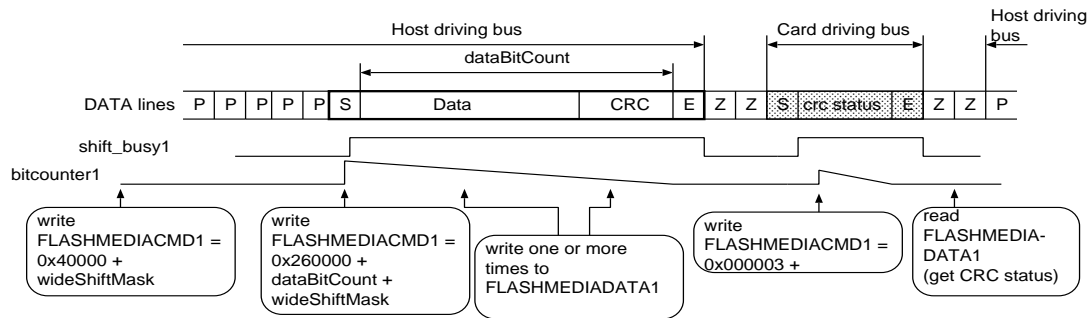 Host driving bus
Card driving bus
Host driving
bus
dataBitCount
DATA lines P P P P P S Data CRC E Z Z S crc status E Z Z P
shift_busy1
bitcounter1
write
FLASHMEDIACMD1 =
0x40000 +
wideShiftMask
write
FLASHMEDIACMD1 =
0x260000 +
dataBitCount +
wideShiftMask
write one or more
times to
FLASHMEDIADATA1
write
FLASHMEDIACMD1 =
0x000003 +
read
FLASHMEDIA-
DATA1
(get CRC status)